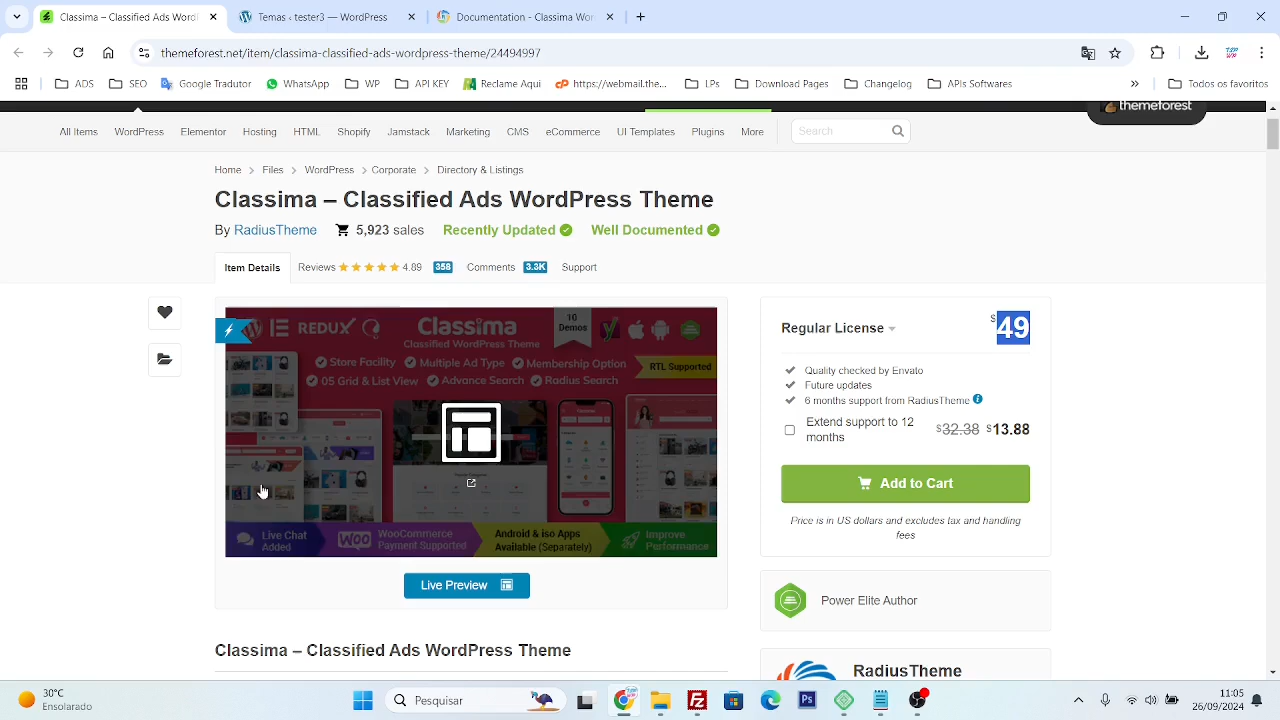 Item – Classima – Classified Ads
Temas ‹ teste3 — WordPress
Documentation - Classima Wor
themeforest.net/item/classima-classified-ads-wordpress-theme/24494997
ADS SEO Google Tradutor WhatsApp WP API KEY Reclame Aqui https://webmail.the... LPs Download Pages Changelog APIs Softwares » Todos os favoritos
themeforest
All Items WordPress Elementor Hosting HTML Shopify Jamstack Marketing CMS eCommerce UI Templates Plugins More Search
Home Files WordPress Corporate Directory & Listings
Classima – Classified Ads WordPress Theme
By RadiusTheme 5,923 sales Recently Updated Well Documented
Item Details Reviews 4.89 358 Comments 3.3K Support
REDUX Classima 16
Demos
Classified WordPress Theme
Store Facility Multiple Ad Type Membership Option RTL Supported
05 Grid & List View Advance Search Radius Search
Live Chat
Added
Woo WooCommerce
Payment Supported
Android & iso Apps
Available (Separately)
Improve
Performance
Live Preview
Classima – Classified Ads WordPress Theme
Regular License $49
Quality checked by Envato
Future updates
6 months support from RadiusTheme
Extend support to 12 $32.38 $13.88
months
Add to Cart
Price is in US dollars and excludes tax and handling
fees
Power Elite Author
RadiusTheme
30°C
Ensolarado
Pesquisar
11:05
25/09/2024